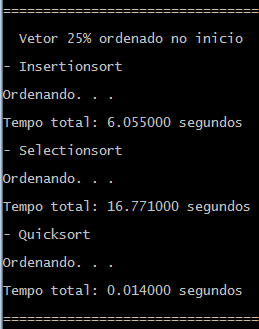 ================================
Vetor 25% ordenado no inicio
- Insertionsort
Ordenando. . .
Tempo total: 6.055000 segundos
- Selectionsort
Ordenando. . .
Tempo total: 16.771000 segundos
- Quicksort
Ordenando. . .
Tempo total: 0.014000 segundos
================================